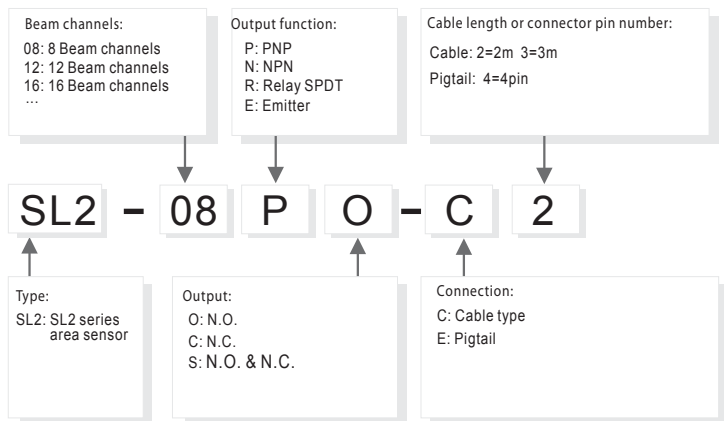 Beam channels:
08: 8 Beam channels
12: 12 Beam channels
16: 16 Beam channels
...
Output function:
P: PNP
N: NPN
R: Relay SPDT
E: Emitter
Cable length or connector pin number:
Cable: 2=2m 3=3m
Pigtail: 4=4pin
SL2 - 08 P O - C 2
Type:
SL2: SL2 series
area sensor
Output:
O: N.O.
C: N.C.
S: N.O. & N.C.
Connection:
C: Cable type
E: Pigtail